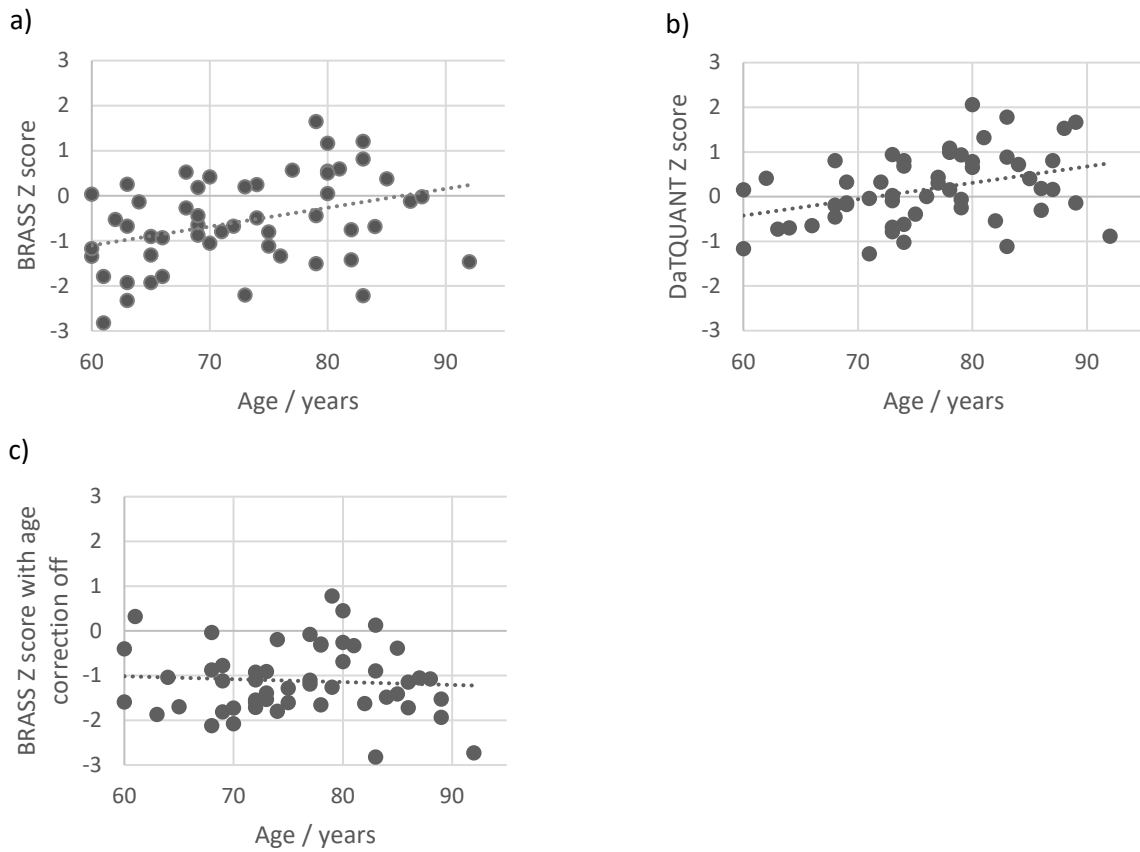 a)
3
2
1
0
-1
-2
-3
60 70 80 90
BRASS Z score
Age / years
b)
3
2
1
0
-1
-2
-3
60 70 80 90
DaTQUANT Z score
Age / years
c)
3
2
1
0
-1
-2
-3
60 70 80 90
BRASS Z score with age
correction off
Age / years